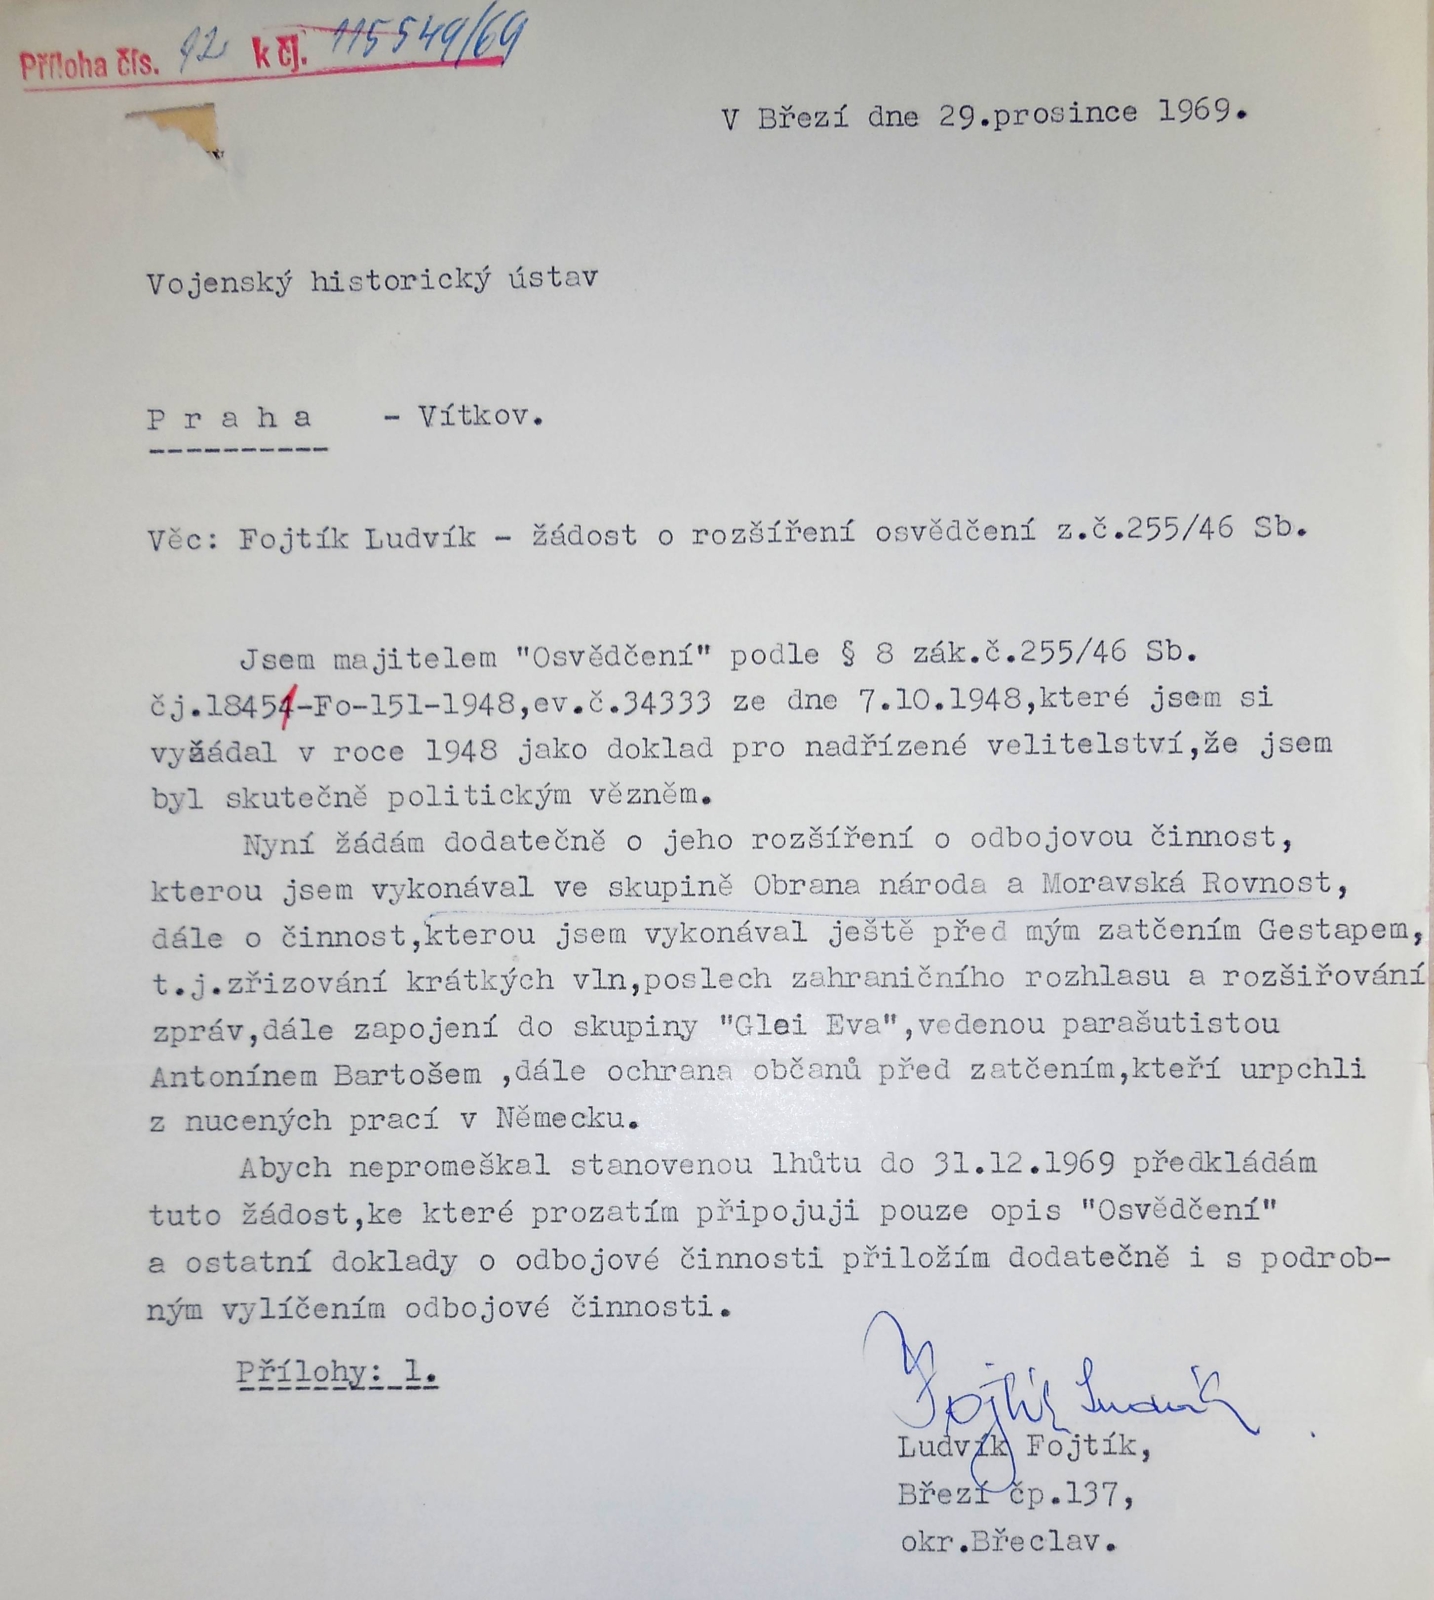 Příloha čís. 92 k čj. 115549/69
V Březí dne 29.prosince 1969.
Vojenský historický ústav
P r a h a - Vítkov.
Věc: Fojtík Ludvík - žádost o rozšíření osvědčení z.č.255/46 Sb.
Jsem majitelem "Osvědčení" podle § 8 zák.č.255/46 Sb.
čj.18454-Fo-151-1948,ev.č.34333 ze dne 7.10.1948,které jsem si
vyžádal v roce 1948 jako doklad pro nadřízené velitelství,že jsem
byl skutečně politickým vězněm.
Nyní žádám dodatečně o jeho rozšíření o odbojovou činnost,
kterou jsem vykonával ve skupině Obrana národa a Moravská Rovnost,
dále o činnost,kterou jsem vykonával ještě před mým zatčením Gestapem,
t.j.zřizování krátkých vln,poslech zahraničního rozhlasu a rozšiřování
zpráv,dále zapojení do skupiny "Glei Eva",vedenou parašutistou
Antonínem Bartošem ,dále ochrana občanů před zatčením,kteří urpchli
z nucených prací v Německu.
Abych nepromeškal stanovenou lhůtu do 31.12.1969 předkládám
tuto žádost,ke které prozatím připojuji pouze opis "Osvědčení"
a ostatní doklady o odbojové činnosti přiložím dodatečně i s podrob-
ným vylíčením odbojové činnosti.
Přílohy: 1.
Fojtík Ludvík
Ludvík Fojtík,
Březí čp.137,
okr.Břeclav.